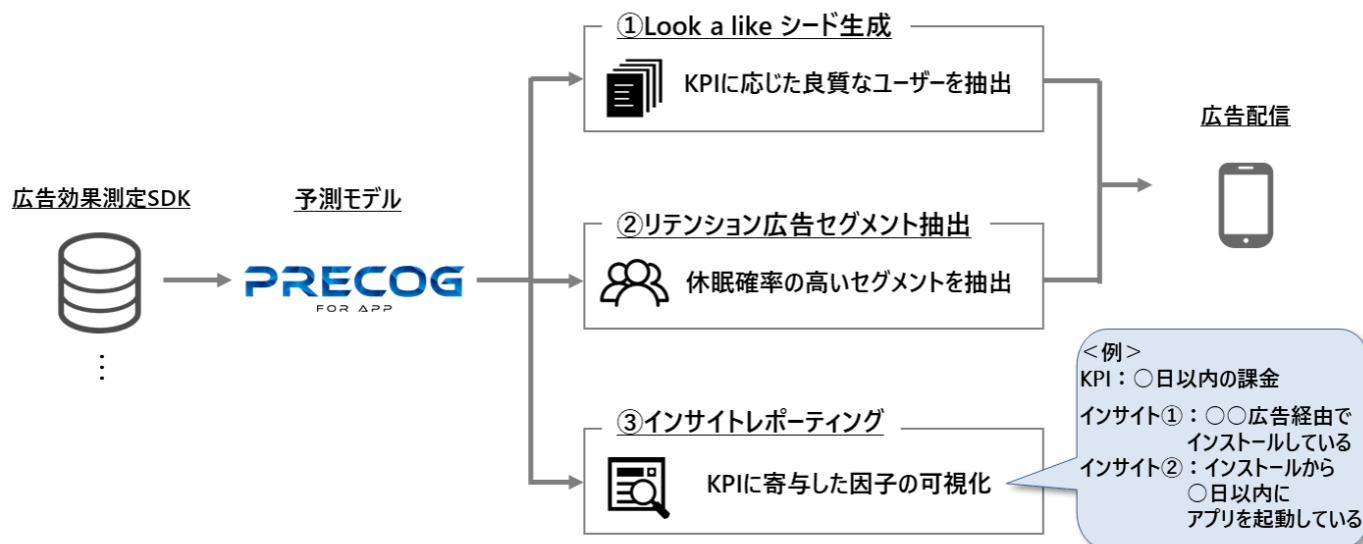 広告効果測定SDK
⋮
予測モデル
PRECOG
FOR APP
①Look a like シード生成
KPIに応じた良質なユーザーを抽出
②リテンション広告セグメント抽出
休眠確率の高いセグメントを抽出
③インサイトレポーティング
KPIに寄与した因子の可視化
広告配信
＜例＞
KPI：○日以内の課金
インサイト①：○○広告経由で
インストールしている
インサイト②：インストールから
○日以内に
アプリを起動している